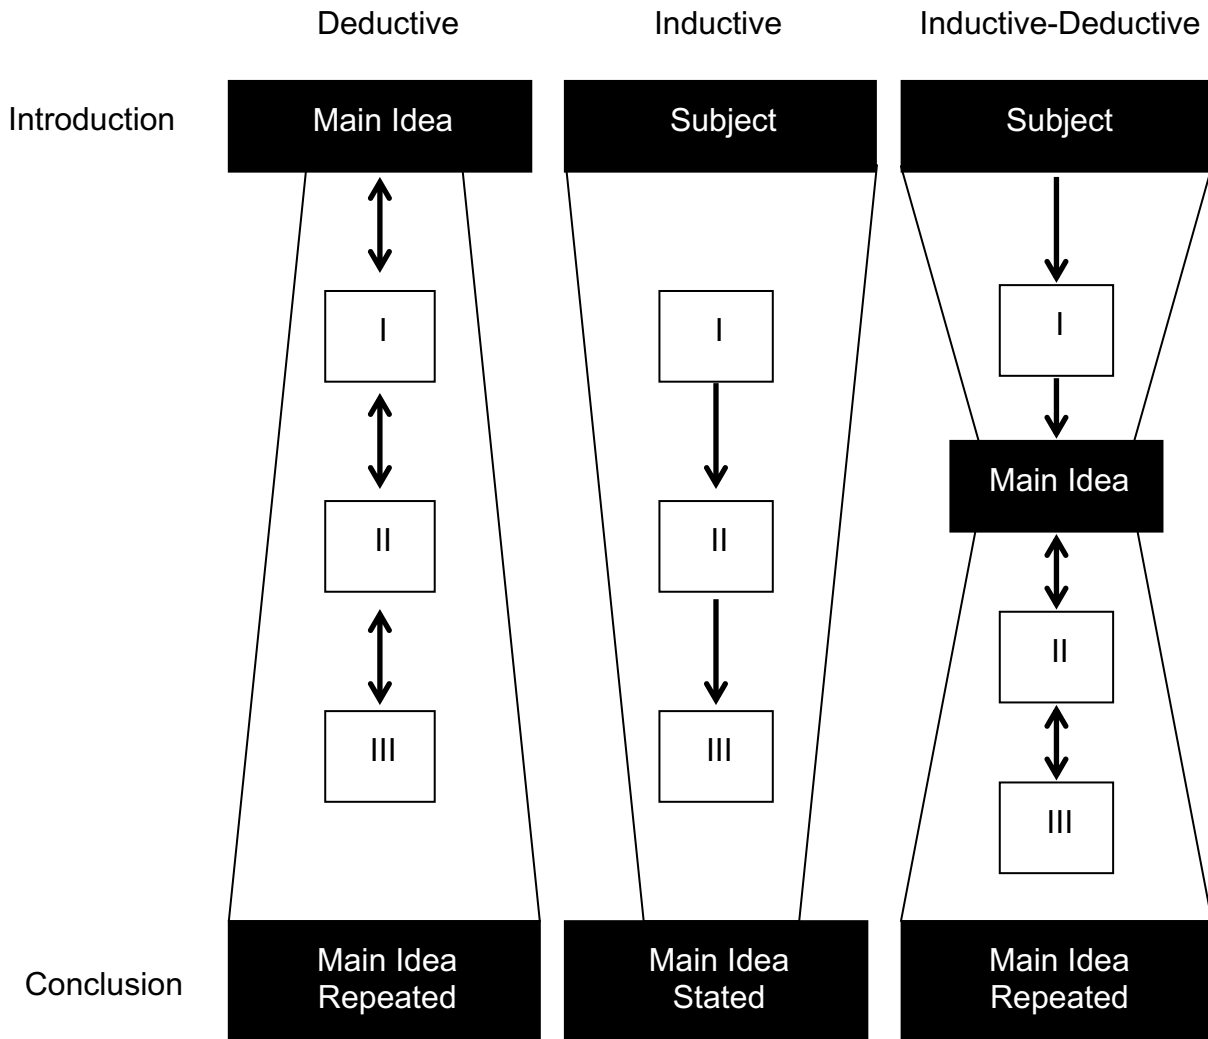 Deductive Inductive Inductive-Deductive
Introduction Main Idea Subject Subject
I I I
Main Idea
II II
II
III III
III
Main Idea Main Idea Main Idea
Conclusion
Repeated Stated Repeated